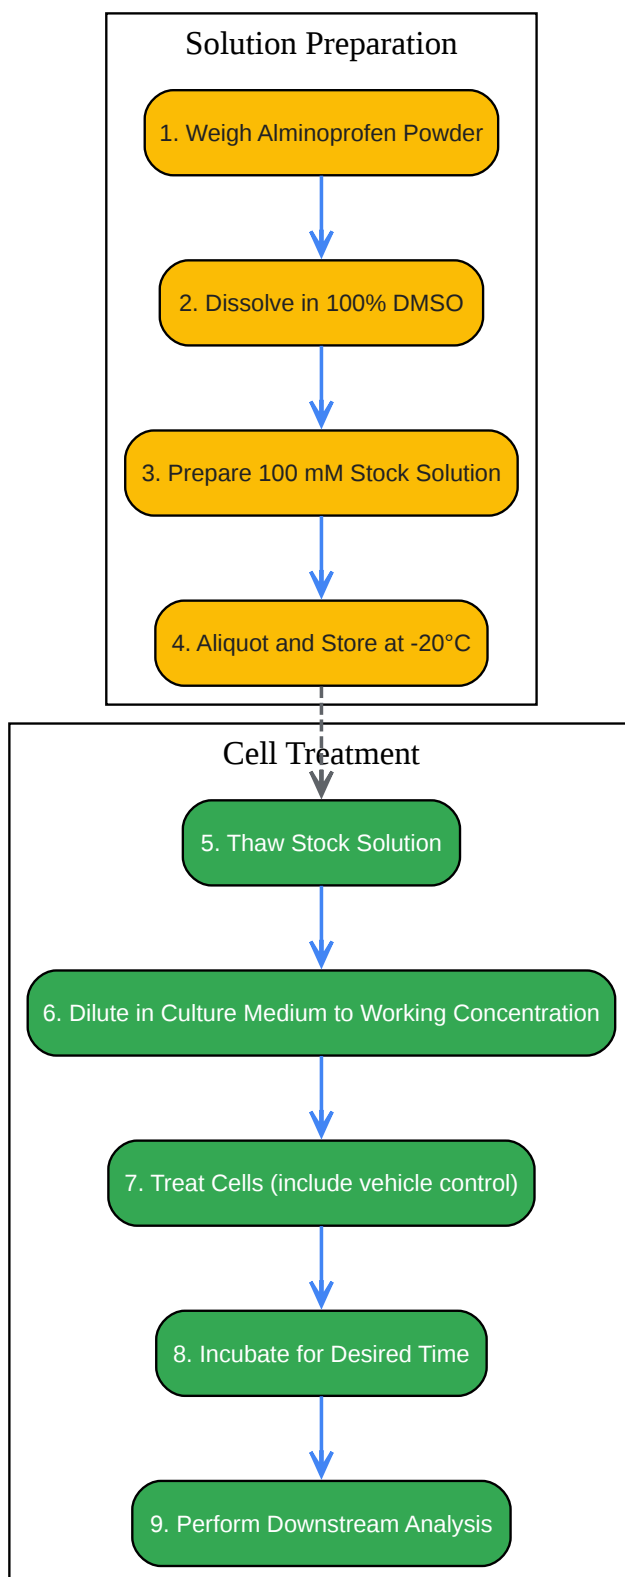 Solution Preparation
1. Weigh Alminoprofen Powder
2. Dissolve in 100% DMSO
3. Prepare 100 mM Stock Solution
4. Aliquot and Store at -20°C
Cell Treatment
5. Thaw Stock Solution
6. Dilute in Culture Medium to Working Concentration
7. Treat Cells (include vehicle control)
8. Incubate for Desired Time
9. Perform Downstream Analysis